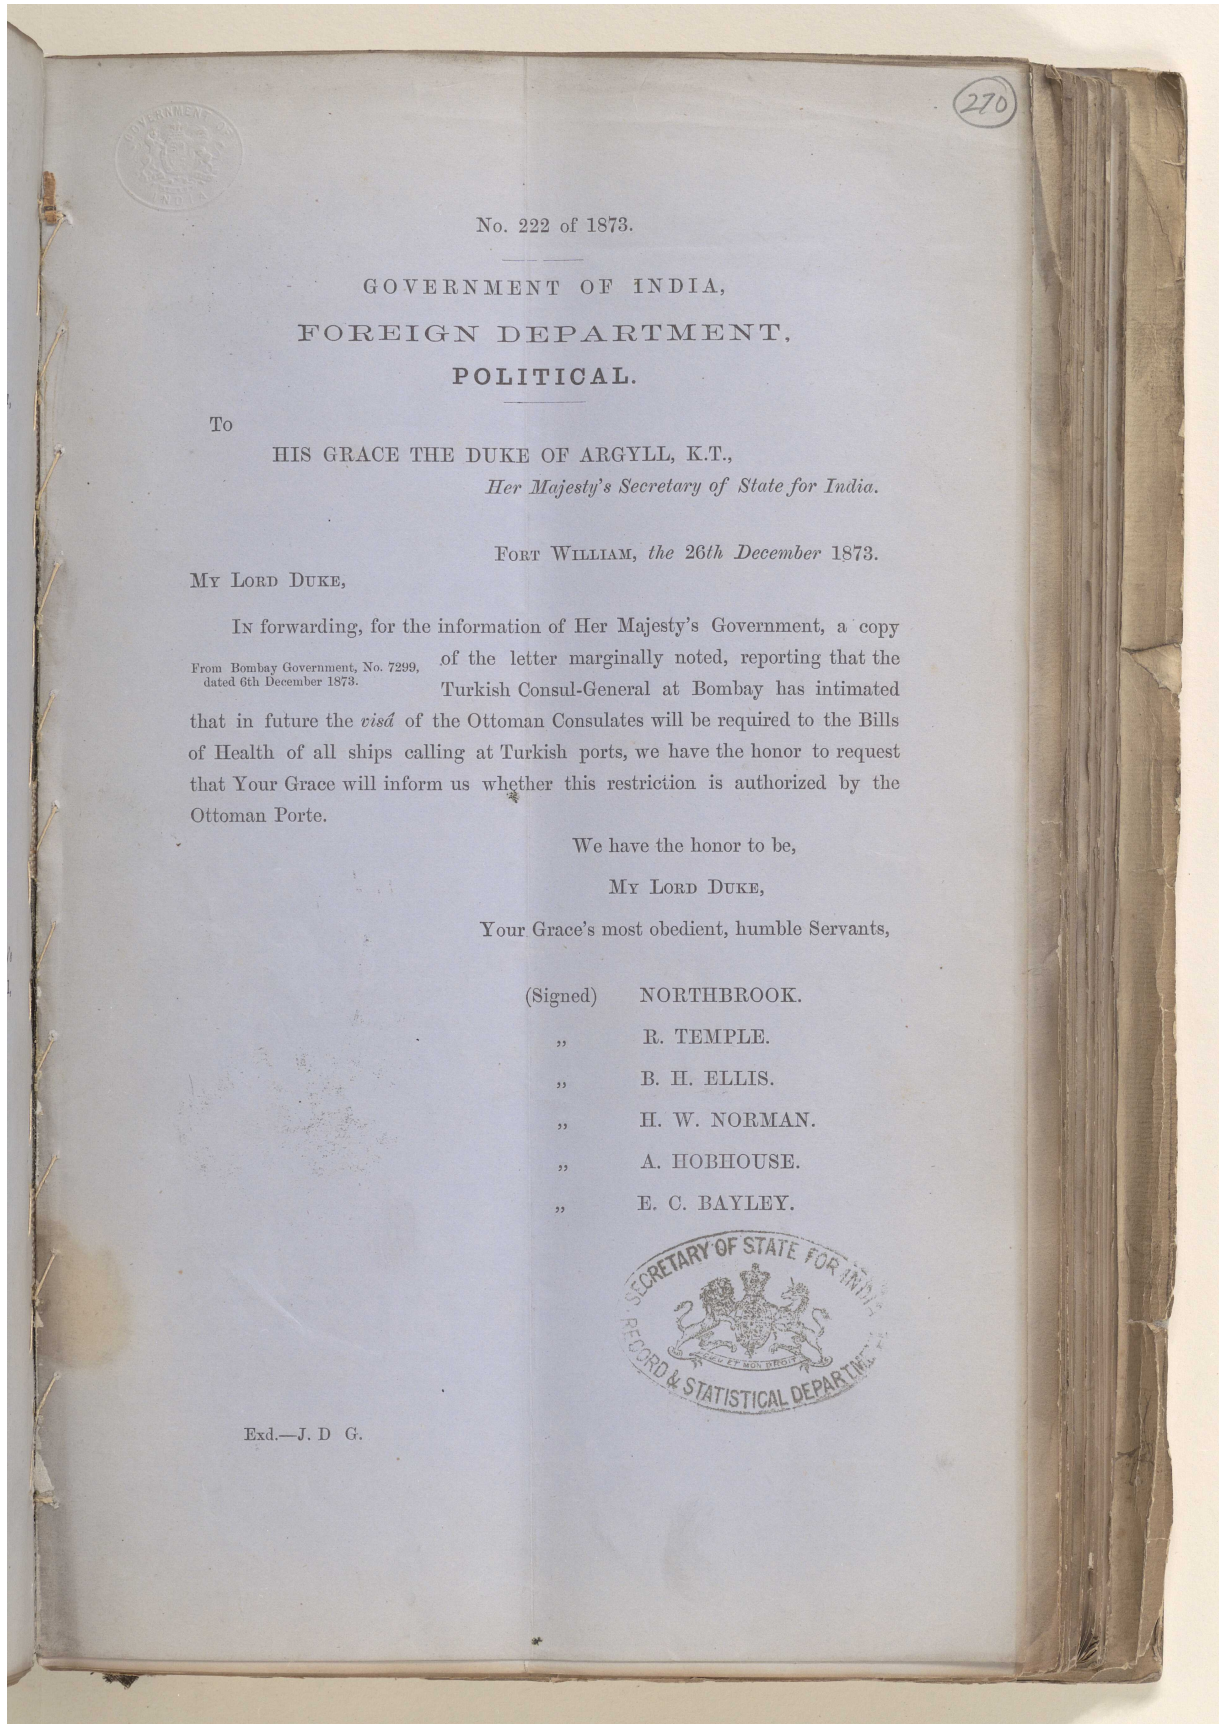 270
GOVERNMENT OF
INDIA
No. 222 of 1873.
GOVERNMENT OF INDIA,
FOREIGN DEPARTMENT,
POLITICAL.
To
HIS GRACE THE DUKE OF ARGYLL, K.T.,
Her Majesty's Secretary of State for India.
FORT WILLIAM, the 26th December 1873.
MY LORD DUKE,
IN forwarding, for the information of Her Majesty's Government, a copy
From Bombay Government, No. 7299,
dated 6th December 1873.
of the letter marginally noted, reporting that the
Turkish Consul-General at Bombay has intimated
that in future the visá of the Ottoman Consulates will be required to the Bills
of Health of all ships calling at Turkish ports, we have the honor to request
that Your Grace will inform us whether this restriction is authorized by the
Ottoman Porte.
We have the honor to be,
MY LORD DUKE,
Your Grace's most obedient, humble Servants,
(Signed) NORTHBROOK.
„ R. TEMPLE.
„ B. H. ELLIS.
„ H. W. NORMAN.
„ A. HOBHOUSE.
„ E. C. BAYLEY.
SECRETARY OF STATE FOR INDIA
DIEU ET MON DROIT
RECORD & STATISTICAL DEPARTMENT
Exd.—J. D G.